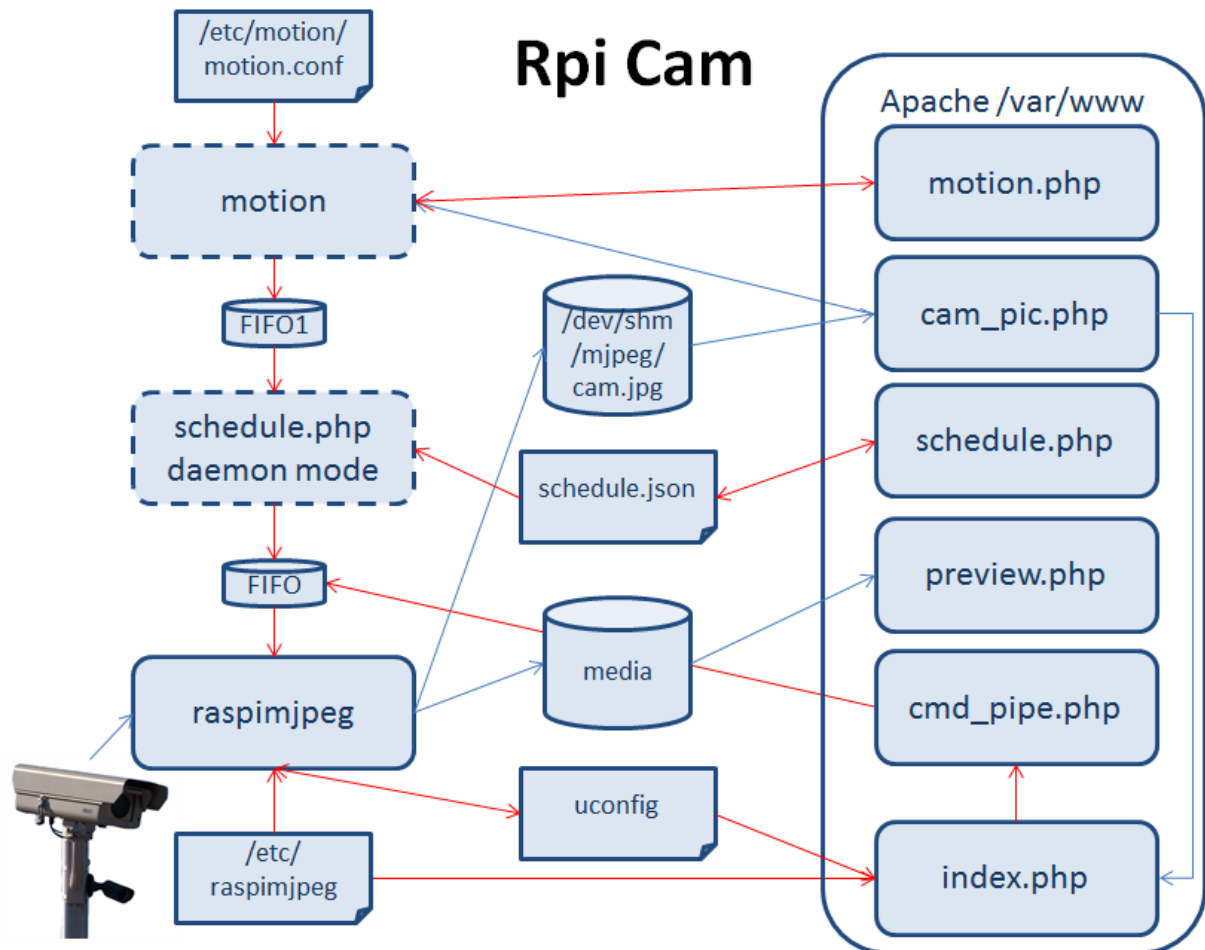 Rpi Cam
/etc/motion/
motion.conf
motion
FIFO1
schedule.php
daemon mode
FIFO
raspimjpeg
/etc/
raspimjpeg
/dev/shm
/mjpeg/
cam.jpg
schedule.json
media
uconfig
Apache /var/www
motion.php
cam_pic.php
schedule.php
preview.php
cmd_pipe.php
index.php